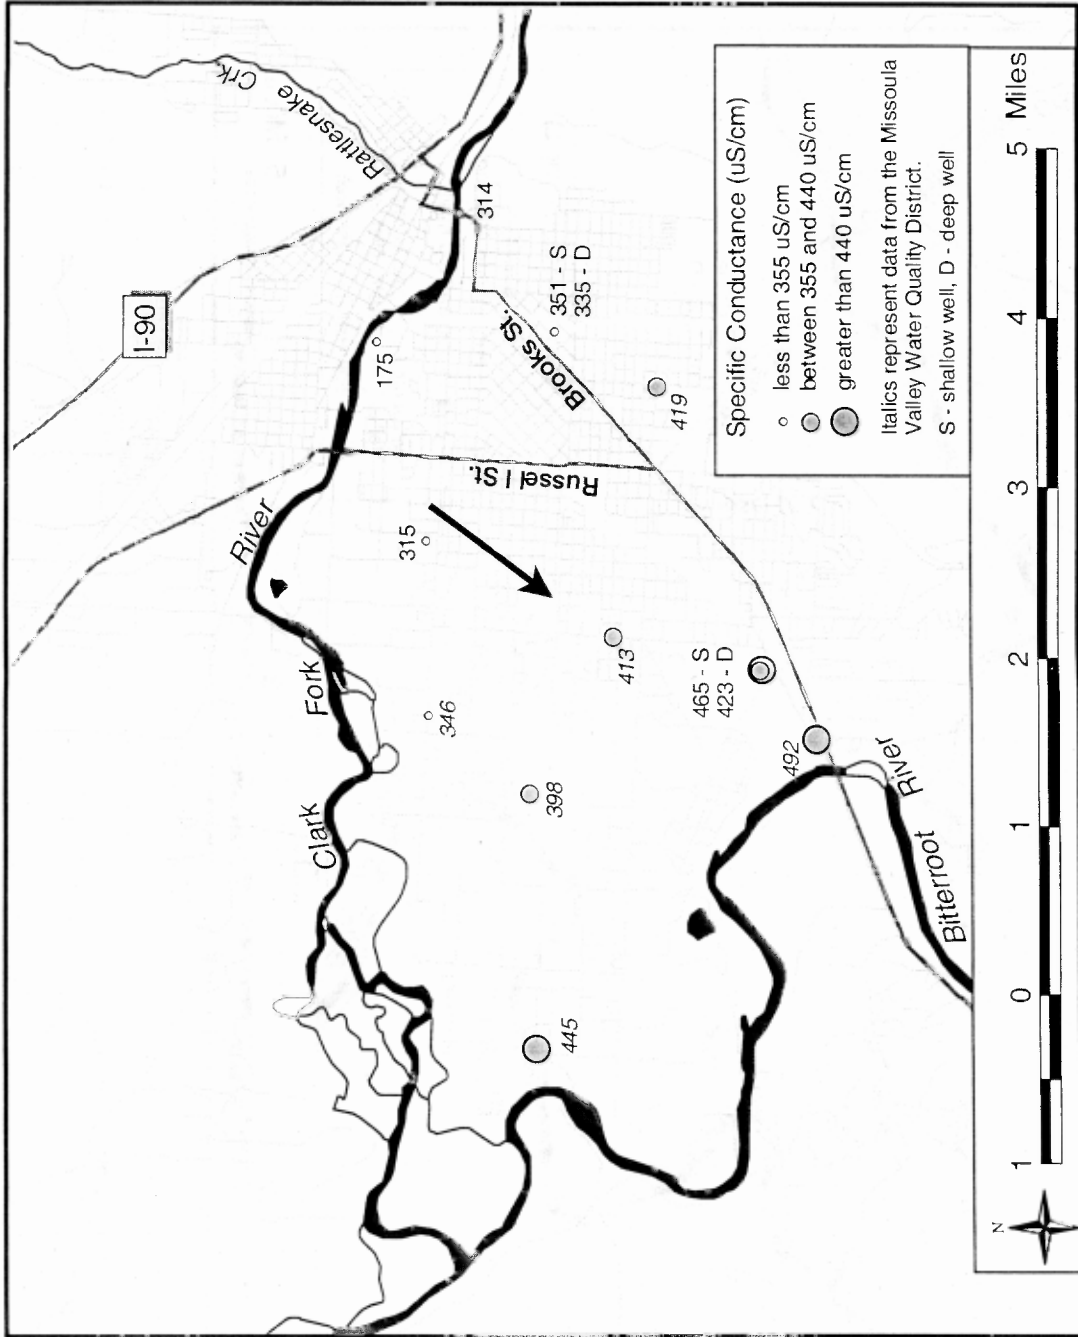 Rattlesnake Crk
I-90
314
351 - S
335 - D
175
Brooks St.
419
Russel l St.
River
315
Fork
413
465 - S
423 - D
346
492
Clark
398
River
Bitterroot
445
Specific Conductance (uS/cm)
less than 355 uS/cm
between 355 and 440 uS/cm
greater than 440 uS/cm
Italics represent data from the Missoula
Valley Water Quality District.
S - shallow well, D - deep well
N
1 0 1 2 3 4 5 Miles